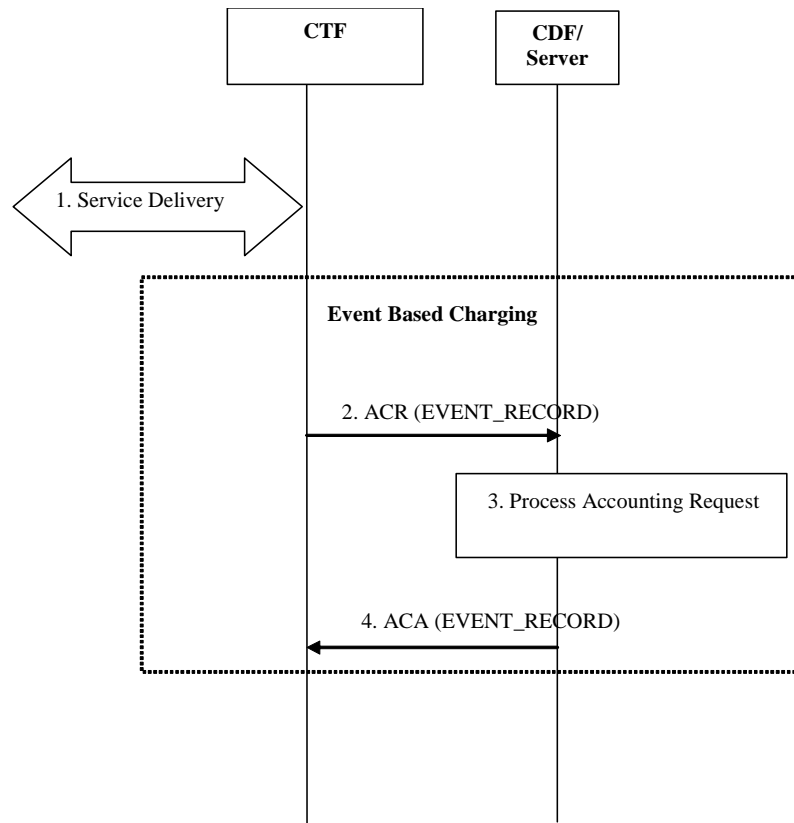 CTF
CDF/
Server
1. Service Delivery
Event Based Charging
2. ACR (EVENT_RECORD)
3. Process Accounting Request
4. ACA (EVENT_RECORD)